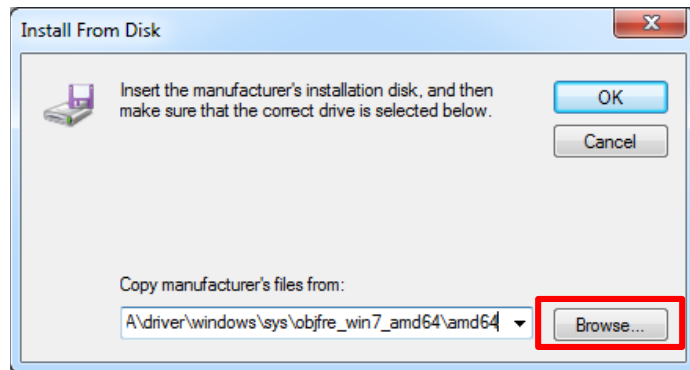 Install From Disk
Insert the manufacturer's installation disk, and then
make sure that the correct drive is selected below.
OK
Cancel
Copy manufacturer's files from:
A\driver\windows\sys\objfre_win7_amd64\amd64
Browse...